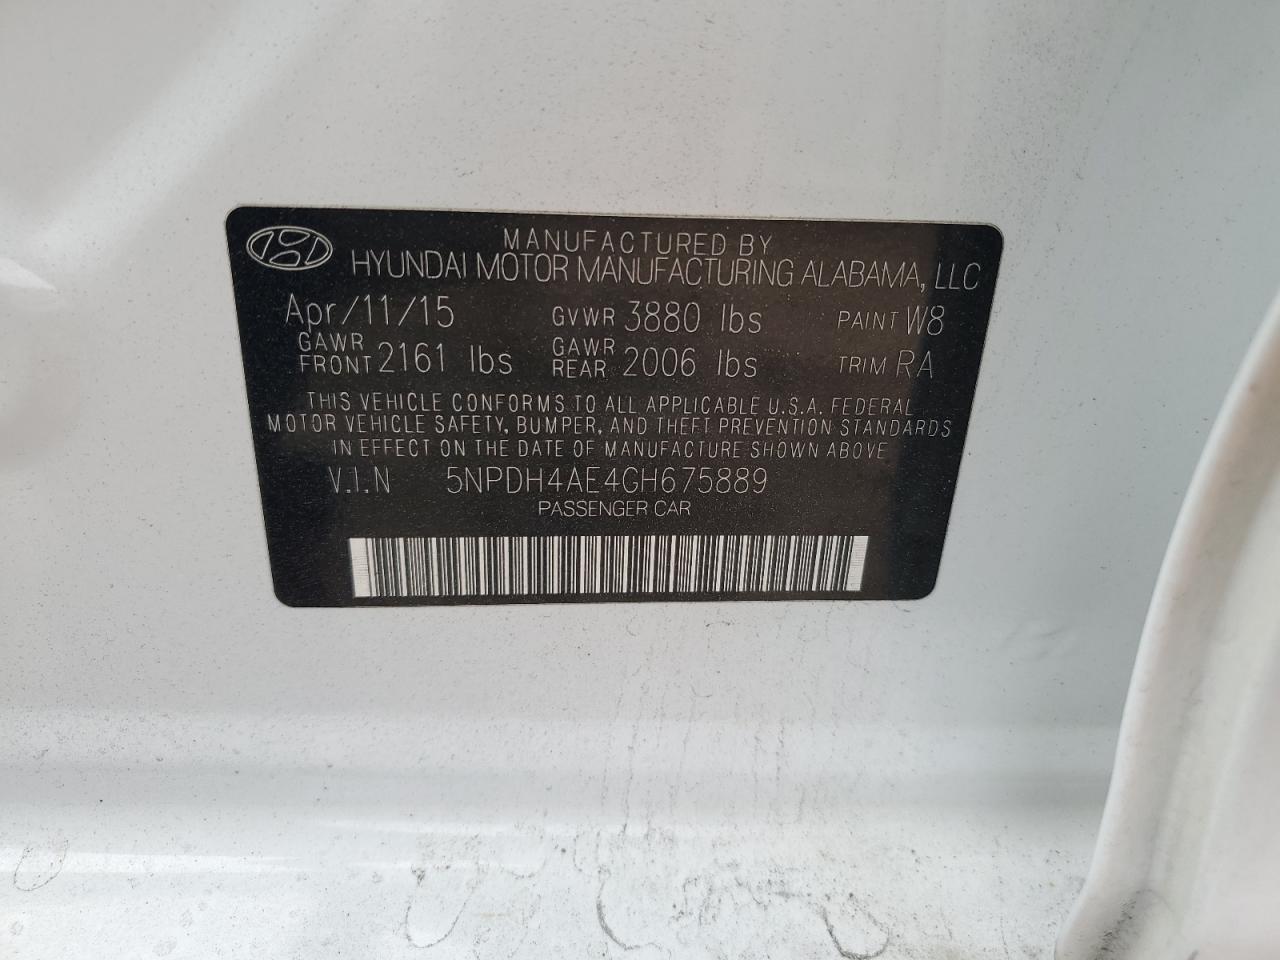 MANUFACTURED BY
HYUNDAI MOTOR MANUFACTURING ALABAMA, LLC
Apr/11/15 GVWR 3880 lbs PAINT W8
GAWR FRONT 2161 lbs GAWR REAR 2006 lbs TRIM RA
THIS VEHICLE CONFORMS TO ALL APPLICABLE U.S.A. FEDERAL
MOTOR VEHICLE SAFETY, BUMPER, AND THEFT PREVENTION STANDARDS
IN EFFECT ON THE DATE OF MANUFACTURE SHOWN ABOVE
V.I.N 5NPDH4AE4GH675889
PASSENGER CAR